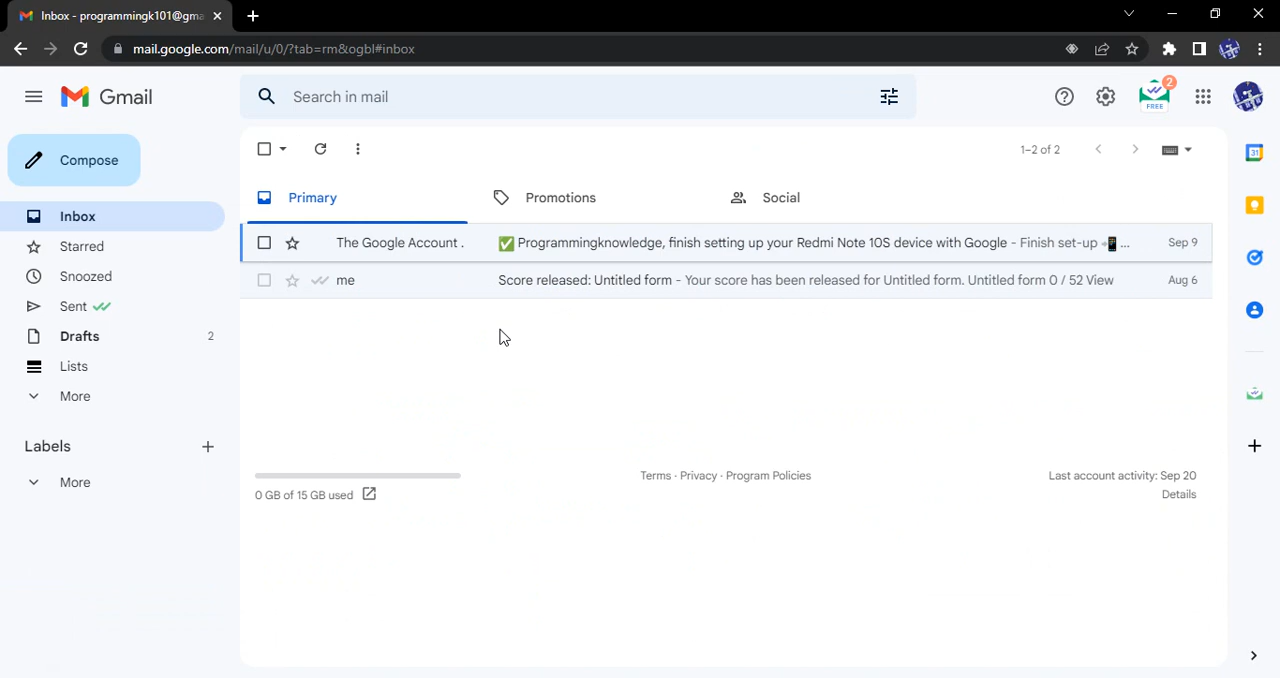 Inbox - programmingk101@gma
mail.google.com/mail/u/0/?tab=rm&ogbl#inbox
Gmail
Search in mail
2
FREE
Compose
1–2 of 2
Inbox
Primary
Promotions
Social
Starred
The Google Account .
✅ Programmingknowledge, finish setting up your Redmi Note 10S device with Google - Finish set-up 📲 ...
Sep 9
Snoozed
me
Score released: Untitled form - Your score has been released for Untitled form. Untitled form 0 / 52 View
Aug 6
Sent
Drafts
2
Lists
More
Labels
More
0 GB of 15 GB used
Terms · Privacy · Program Policies
Last account activity: Sep 20
Details
31